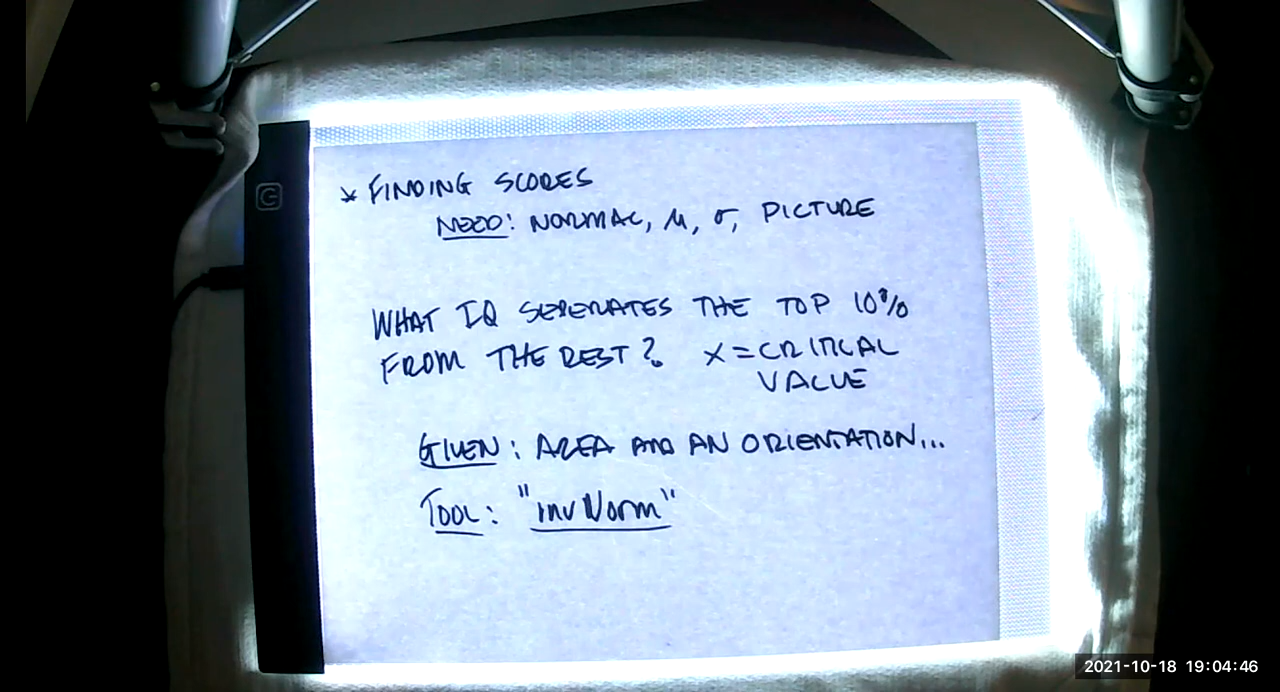 * FINDING SCORES
NEED: NORMAL, μ, σ, PICTURE
WHAT IQ SEPERATES THE TOP 10%
FROM THE REST? X = CRITICAL
VALUE
GIVEN: AREA AND AN ORIENTATION...
TOOL: "invNorm"
2021-10-18 19:04:46